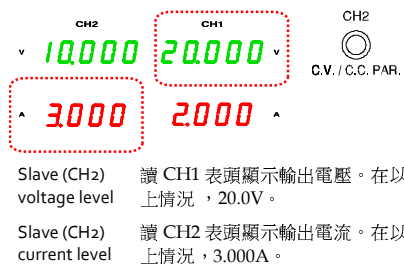 CH2 CH1 CH2
V 10.000 20.000 V
C.V. / C.C. PAR.
A 3.000 2.000 A
Slave (CH2) 讀 CH1 表頭顯示輸出電壓。在以
voltage level 上情況 ，20.0V。
Slave (CH2) 讀 CH2 表頭顯示輸出電流。在以
current level 上情況，3.000A。